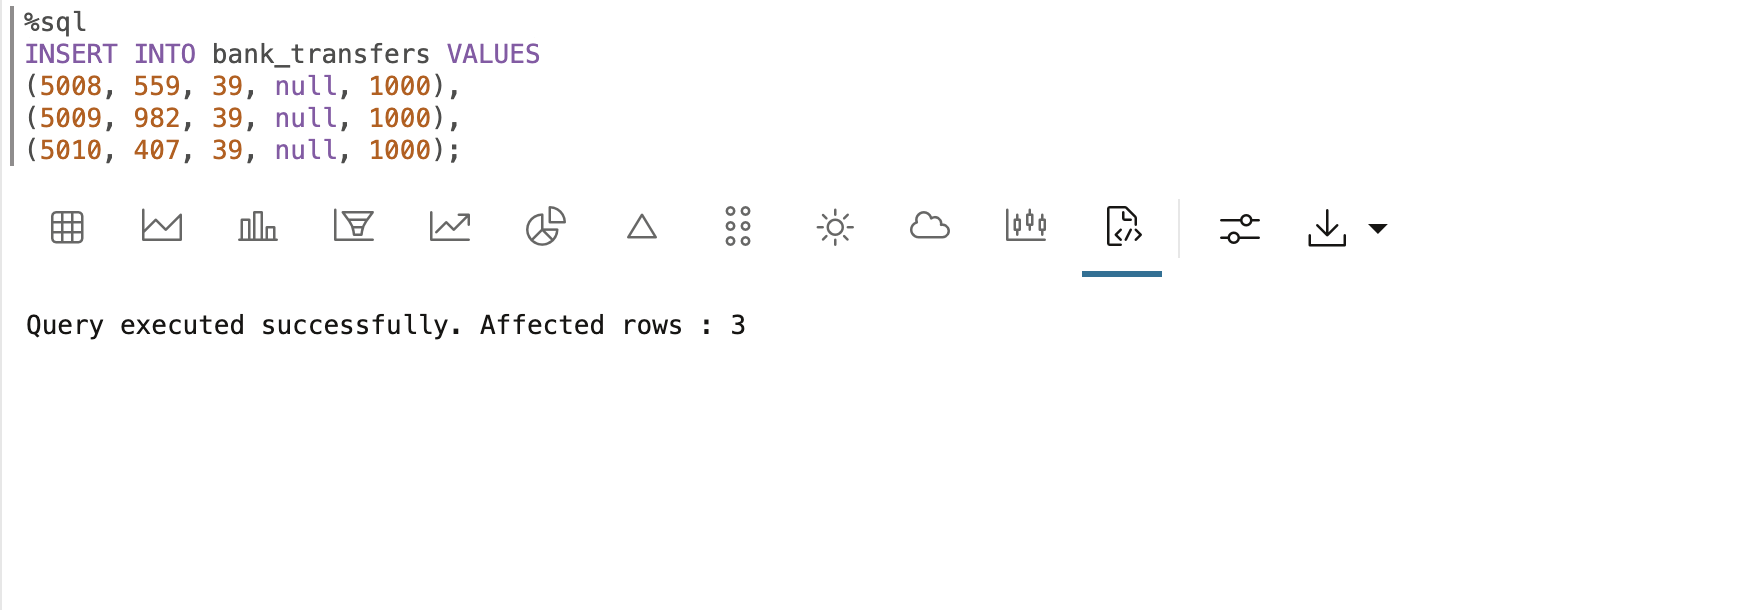 %sql
INSERT INTO bank_transfers VALUES
(5008, 559, 39, null, 1000),
(5009, 982, 39, null, 1000),
(5010, 407, 39, null, 1000);
Query executed successfully. Affected rows : 3